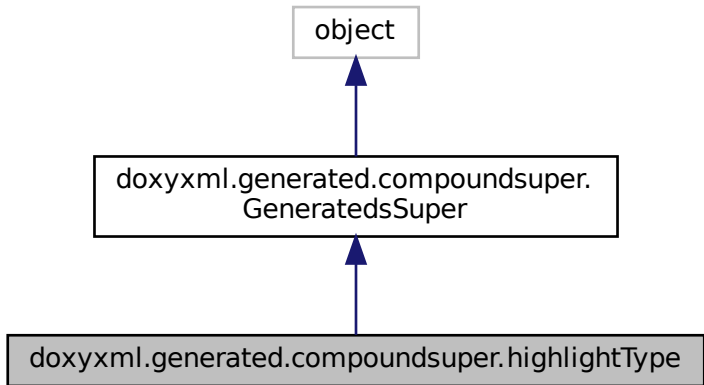 object
doxyxml.generated.compoundsuper.
GeneratedsSuper
doxyxml.generated.compoundsuper.highlightType